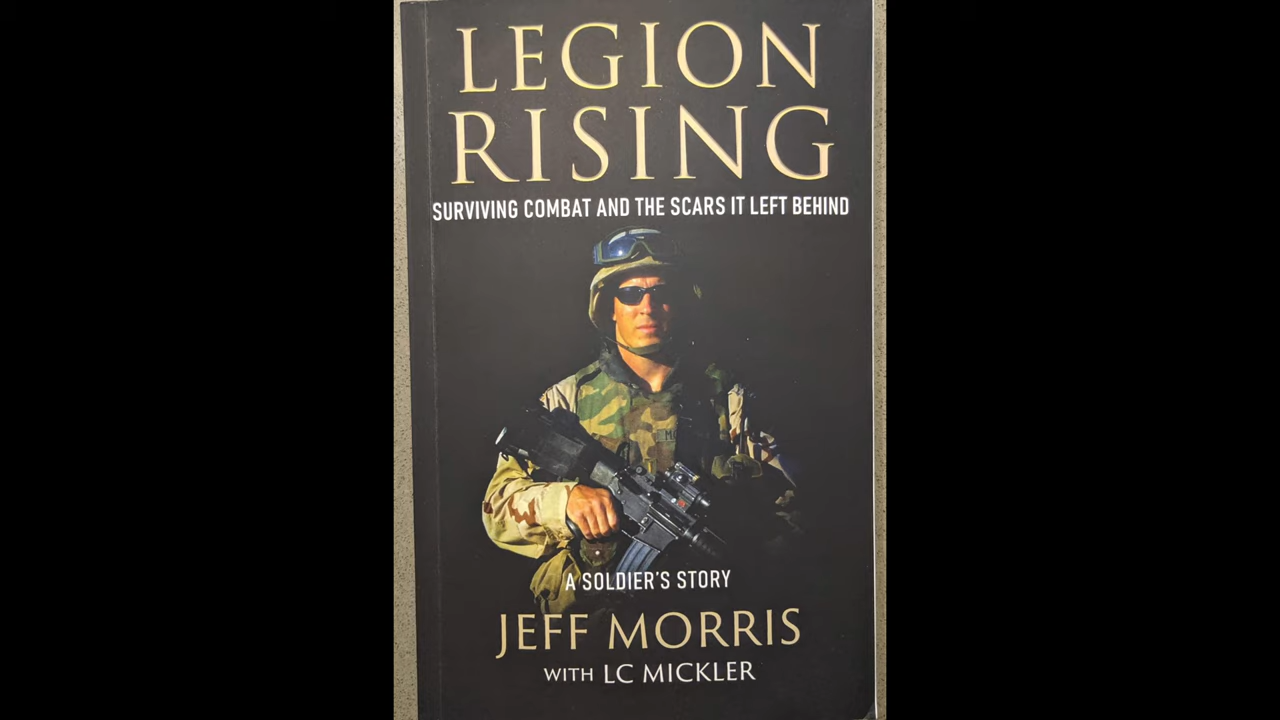 LEGION
RISING
SURVIVING COMBAT AND THE SCARS IT LEFT BEHIND
A SOLDIER'S STORY
JEFF MORRIS
WITH LC MICKLER